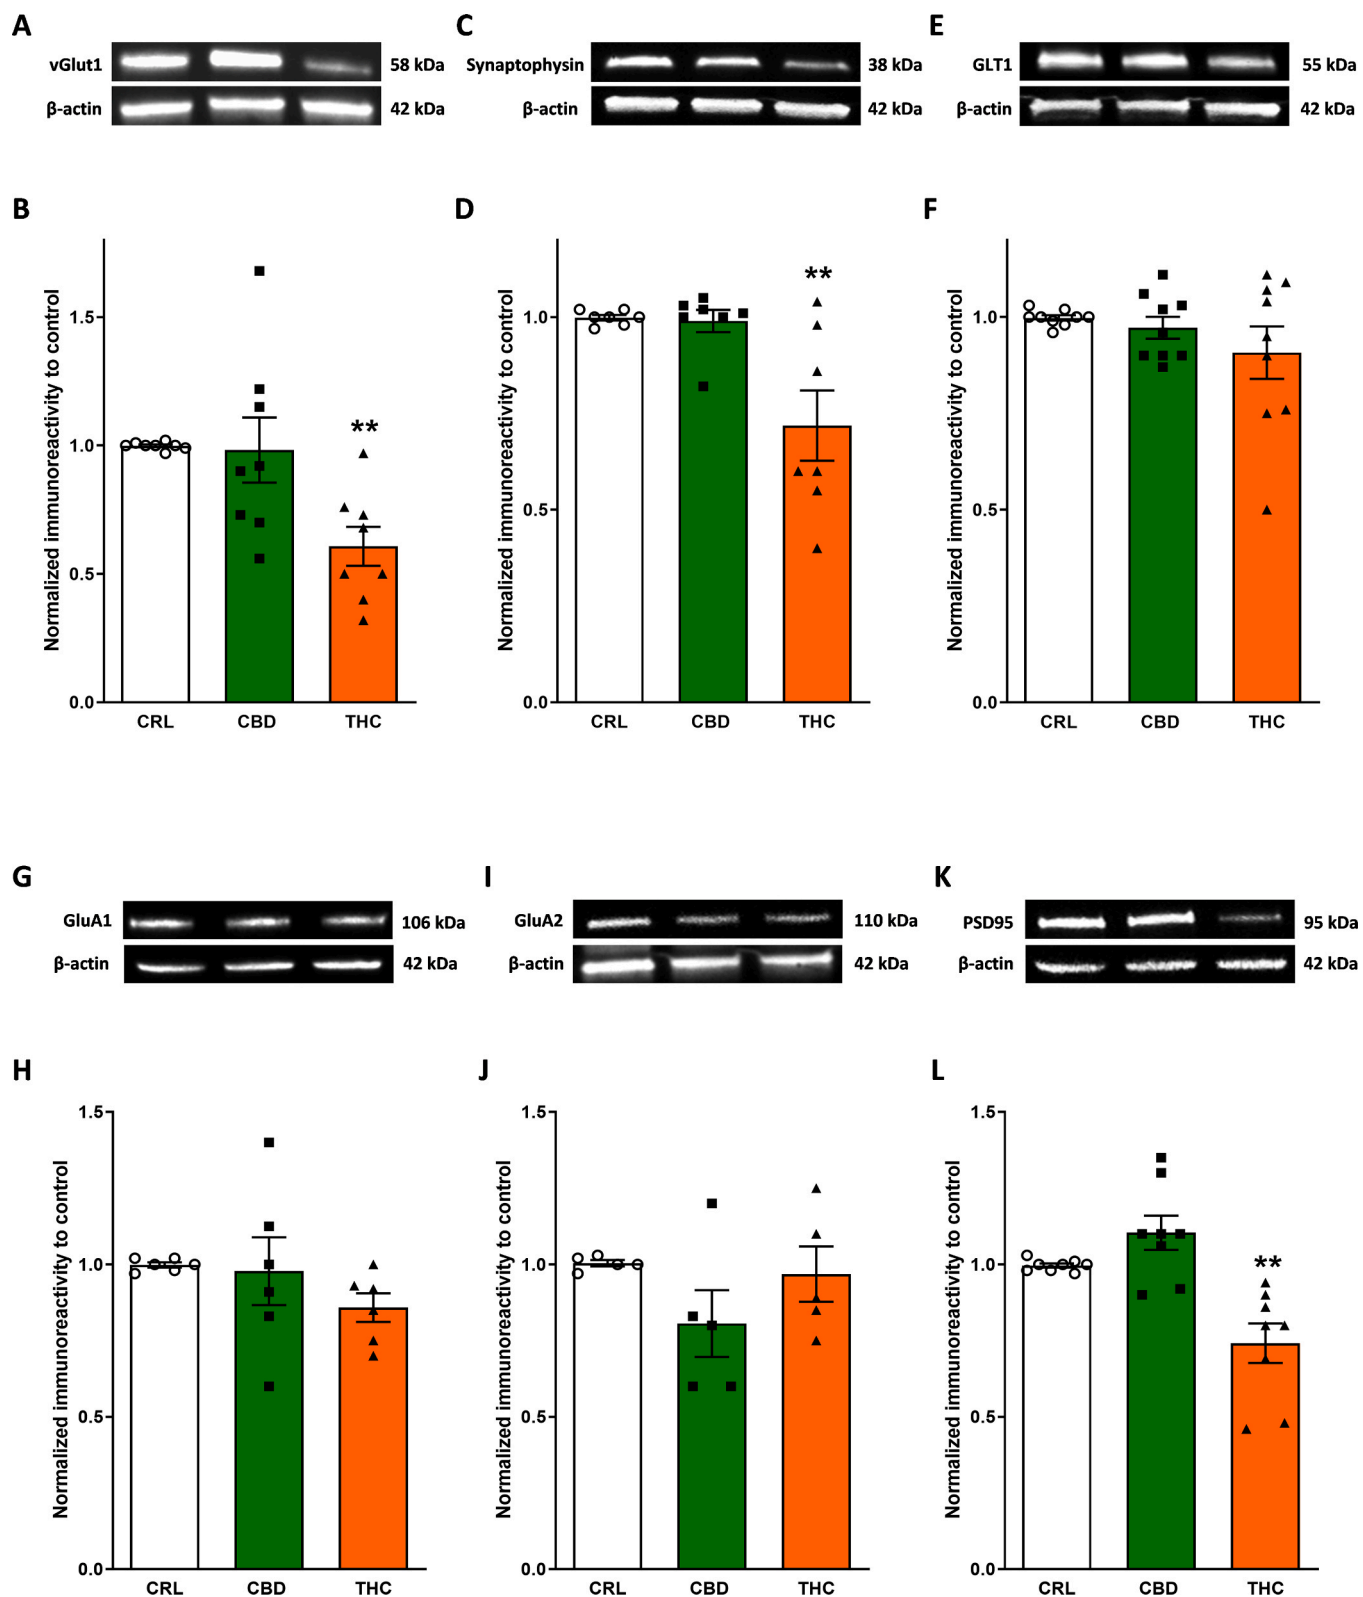 A
C
E
vGlut1
58 kDa
Synaptophysin
38 kDa
GLT1
55 kDa
β-actin
42 kDa
β-actin
42 kDa
β-actin
42 kDa
B
D
F
Normalized immunoreactivity to control
1.5
1.0
0.5
0.0
**
CRL
CBD
THC
Normalized immunoreactivity to control
1.0
0.5
0.0
**
CRL
CBD
THC
Normalized immunoreactivity to control
1.0
0.5
0.0
CRL
CBD
THC
G
I
K
GluA1
106 kDa
GluA2
110 kDa
PSD95
95 kDa
β-actin
42 kDa
β-actin
42 kDa
β-actin
42 kDa
H
J
L
Normalized immunoreactivity to control
1.5
1.0
0.5
0.0
CRL
CBD
THC
Normalized immunoreactivity to control
1.5
1.0
0.5
0.0
CRL
CBD
THC
Normalized immunoreactivity to control
1.5
1.0
0.5
0.0
**
CRL
CBD
THC